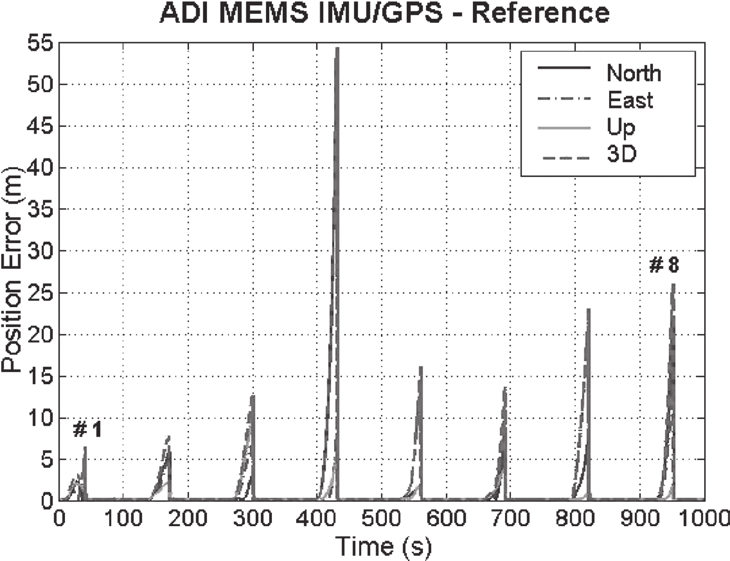 ADI MEMS IMU/GPS - Reference
55
50
45
40
35
30
25
20
15
10
5
0
Position Error (m)
North
East
Up
3D
# 1
# 8
0 100 200 300 400 500 600 700 800 900 1000
Time (s)